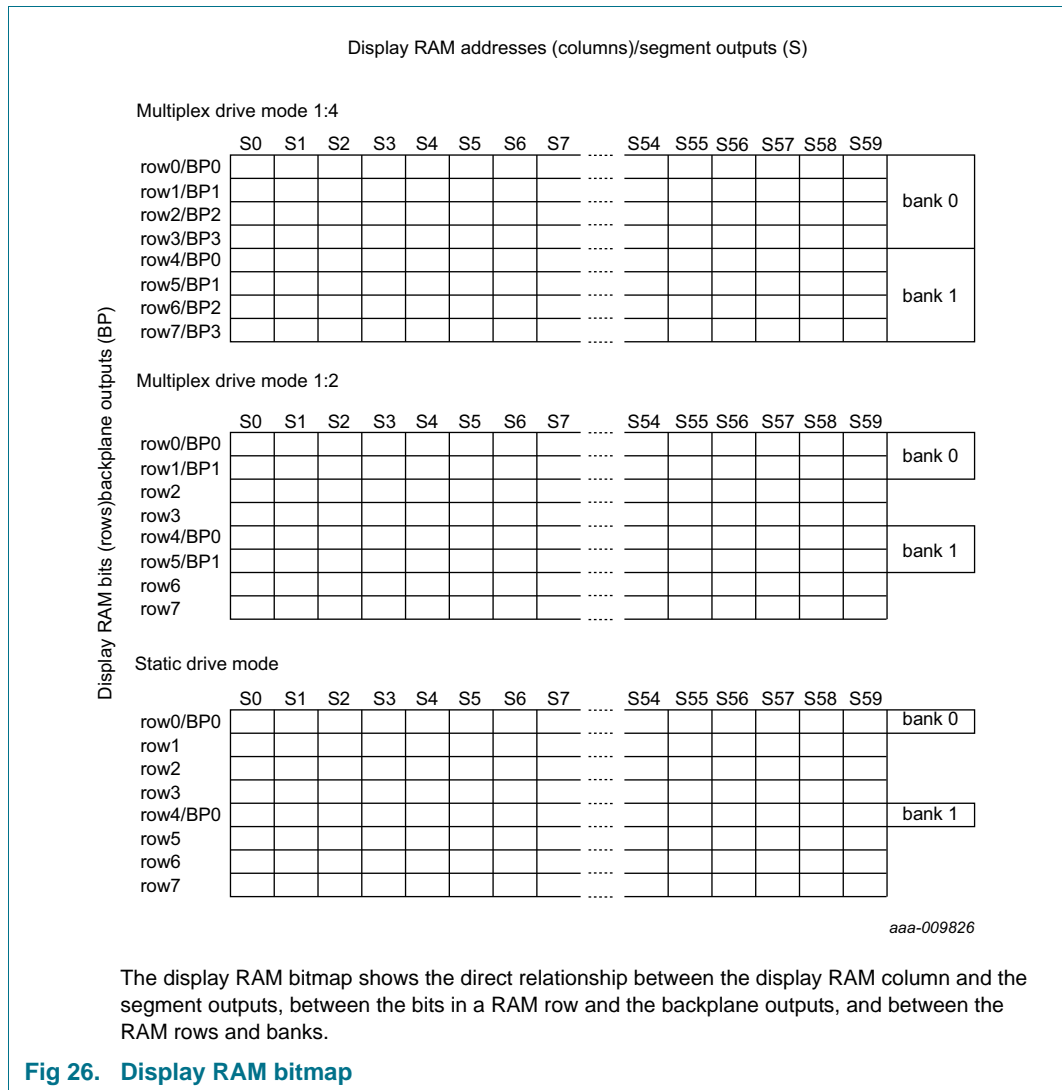 Display RAM addresses (columns)/segment outputs (S)
Display RAM bits (rows)backplane outputs (BP)
Multiplex drive mode 1:4
S0 S1 S2 S3 S4 S5 S6 S7 ..... S54 S55 S56 S57 S58 S59
row0/BP0
row1/BP1
row2/BP2
row3/BP3
bank 0
row4/BP0
row5/BP1
row6/BP2
row7/BP3
bank 1
Multiplex drive mode 1:2
S0 S1 S2 S3 S4 S5 S6 S7 ..... S54 S55 S56 S57 S58 S59
row0/BP0
row1/BP1
bank 0
row2
row3
row4/BP0
row5/BP1
bank 1
row6
row7
Static drive mode
S0 S1 S2 S3 S4 S5 S6 S7 ..... S54 S55 S56 S57 S58 S59
row0/BP0 bank 0
row1
row2
row3
row4/BP0 bank 1
row5
row6
row7
aaa-009826
The display RAM bitmap shows the direct relationship between the display RAM column and the
segment outputs, between the bits in a RAM row and the backplane outputs, and between the
RAM rows and banks.
Fig 26. Display RAM bitmap